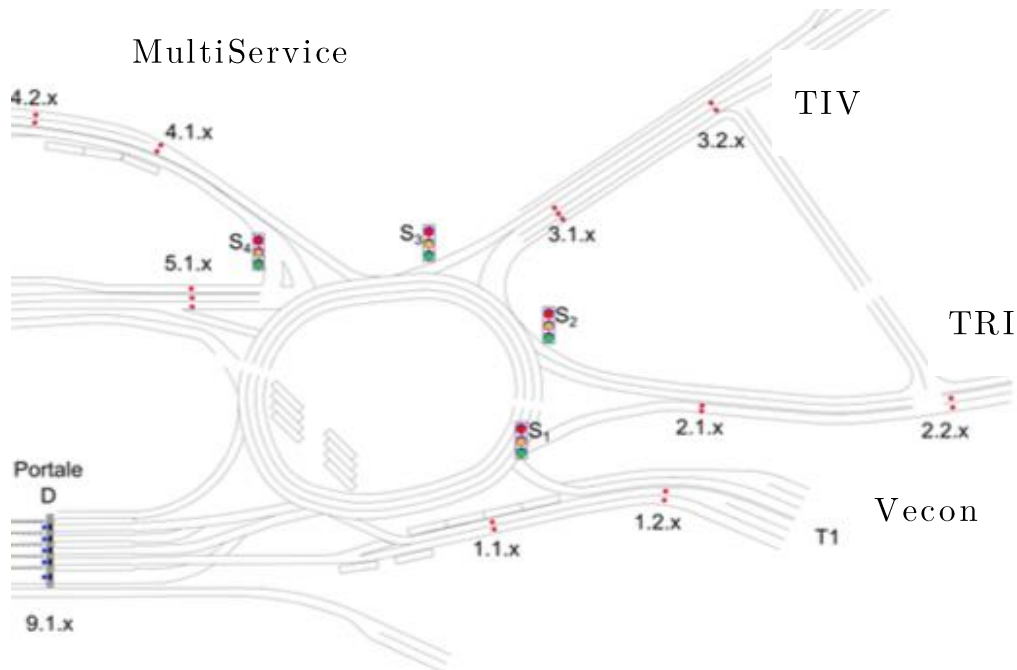 MultiService
4.2.x
TIV
4.1.x
3.2.x
S3
3.1.x
S4
5.1.x
S2
TRI
S1
2.1.x
2.2.x
Portale
D
Vecon
1.2.x
T1
1.1.x
9.1.x